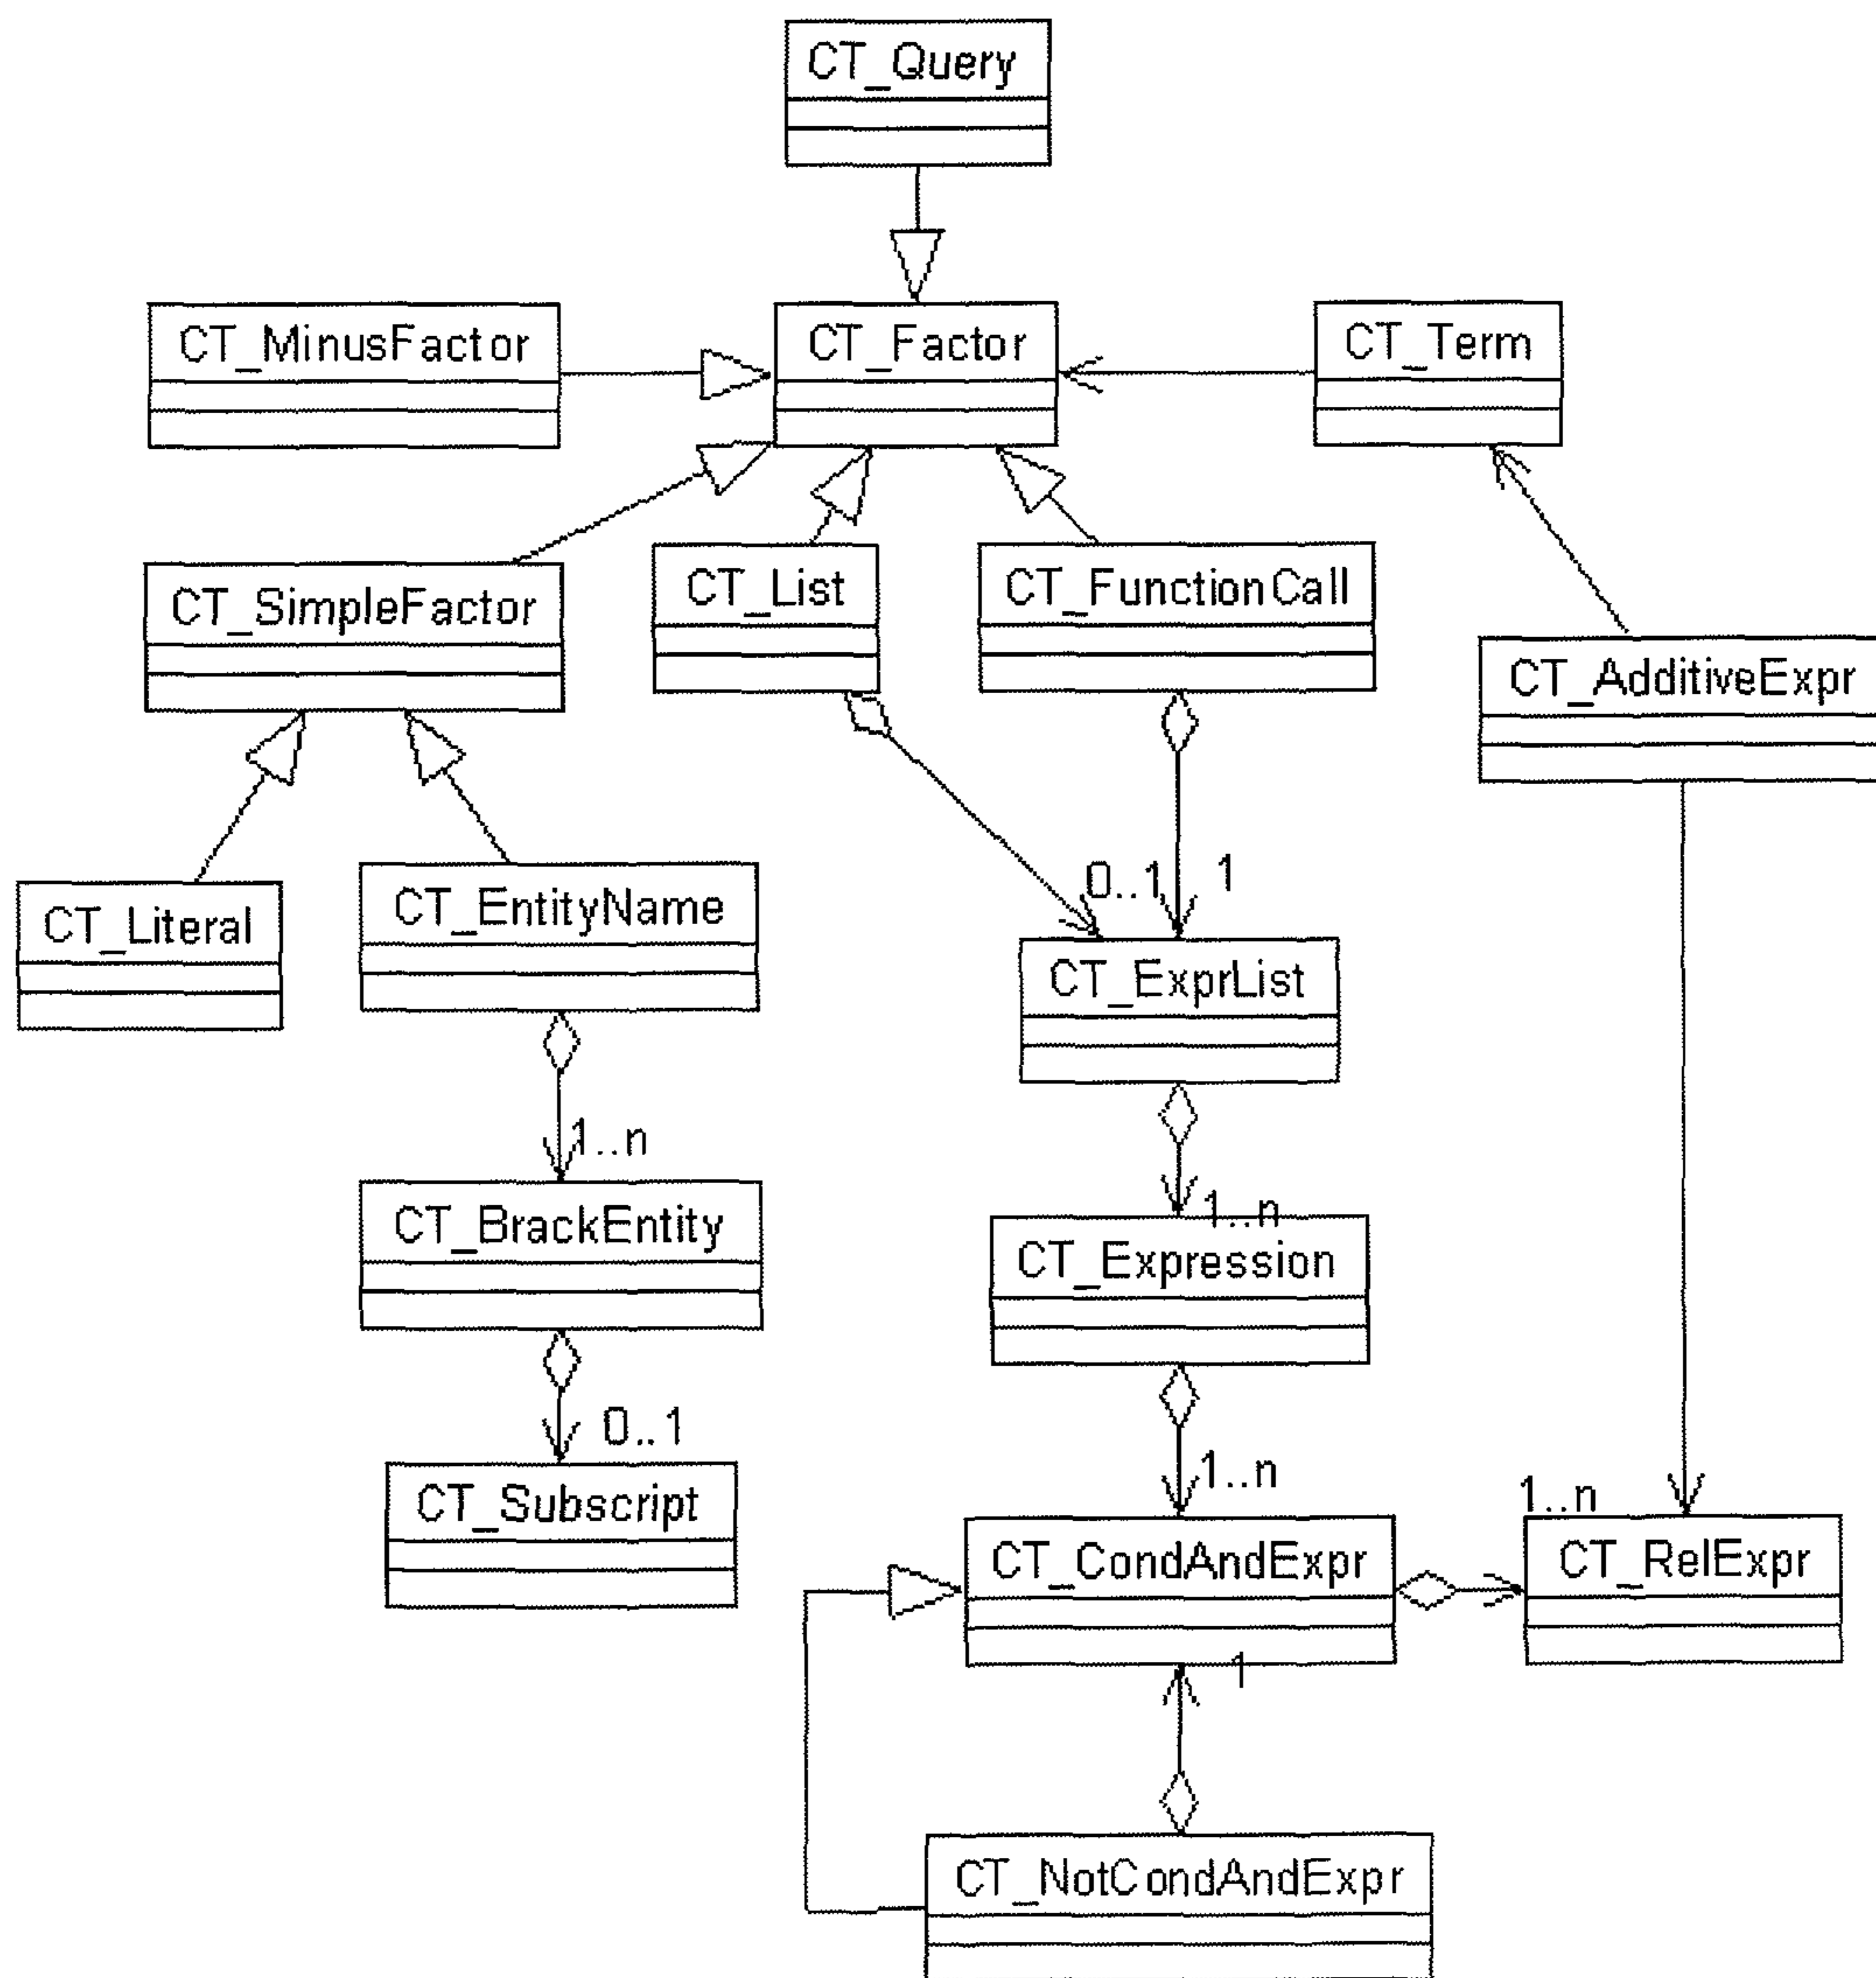 CT_Query
CT_MinusFactor
CT_Factor
CT_Term
CT_SimpleFactor
CT_List
CT_FunctionCall
CT_AdditiveExpr
CT_Literal
CT_EntityName
0..1
1
CT_ExprList
1..n
CT_BrackEntity
1..n
CT_Expression
0..1
CT_Subscript
1..n
1..n
CT_CondAndExpr
CT_RelExpr
1
CT_NotCondAndExpr